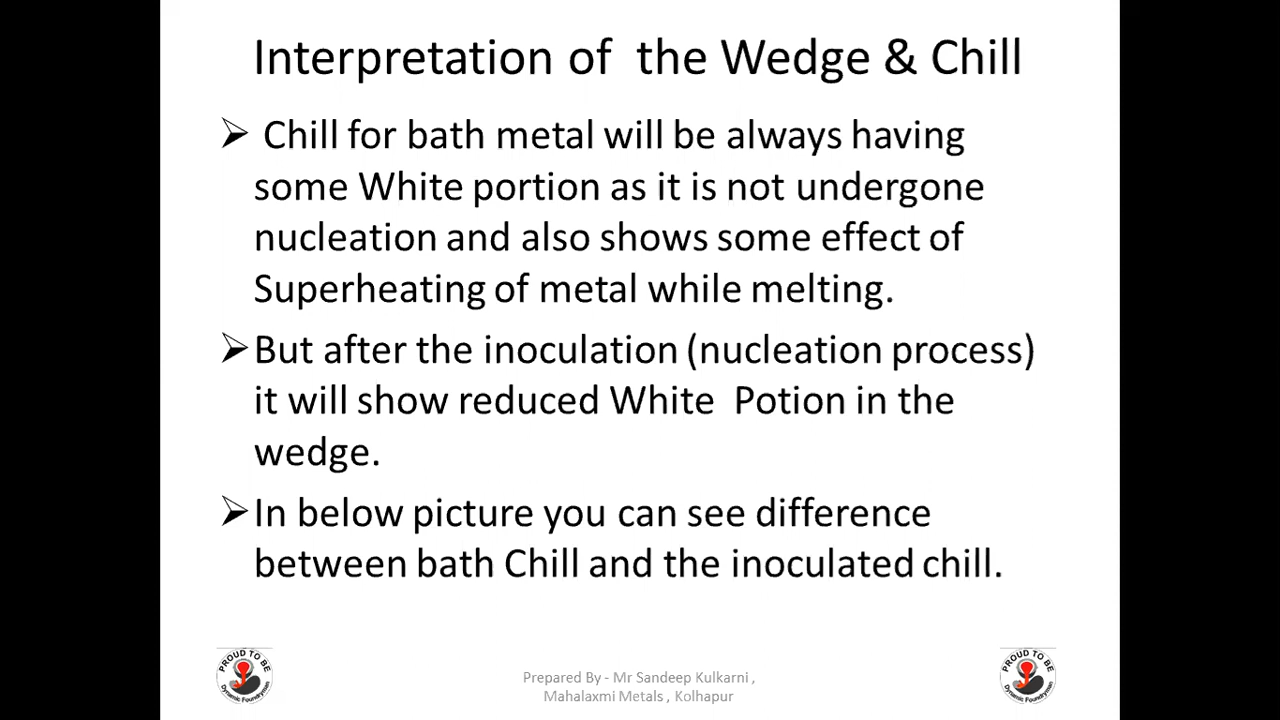 Interpretation of the Wedge & Chill
➢ Chill for bath metal will be always having
some White portion as it is not undergone
nucleation and also shows some effect of
Superheating of metal while melting.
➢But after the inoculation (nucleation process)
it will show reduced White Potion in the
wedge.
➢In below picture you can see difference
between bath Chill and the inoculated chill.
PROUD TO BE
Dynamic Foundryman
Prepared By - Mr Sandeep Kulkarni ,
Mahalaxmi Metals , Kolhapur
PROUD TO BE
Dynamic Foundryman